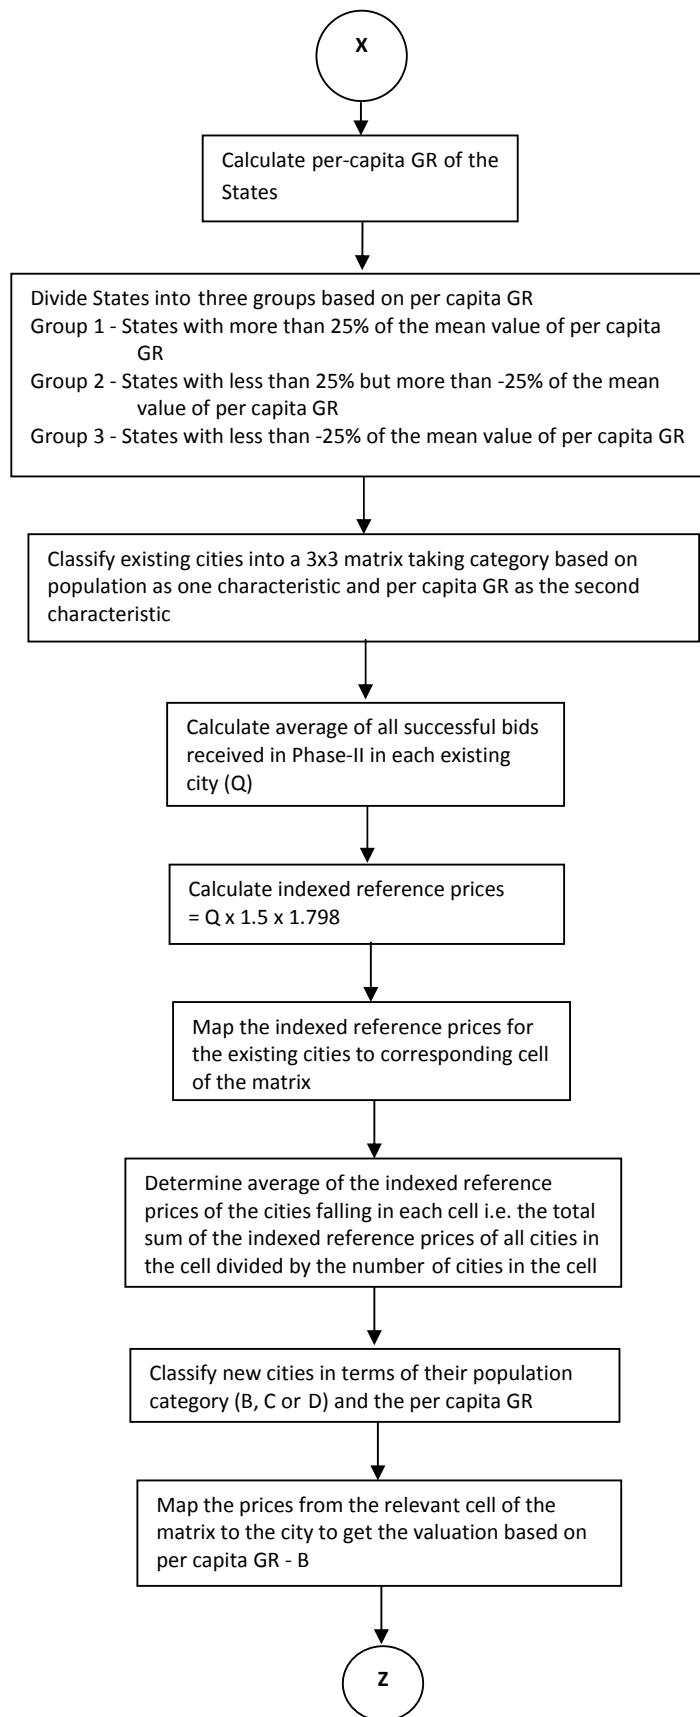 X
Calculate per-capita GR of the
States
Divide States into three groups based on per capita GR
Group 1 - States with more than 25% of the mean value of per capita
GR
Group 2 - States with less than 25% but more than -25% of the mean
value of per capita GR
Group 3 - States with less than -25% of the mean value of per capita GR
Classify existing cities into a 3x3 matrix taking category based on
population as one characteristic and per capita GR as the second
characteristic
Calculate average of all successful bids
received in Phase-II in each existing
city (Q)
Calculate indexed reference prices
= Q x 1.5 x 1.798
Map the indexed reference prices for
the existing cities to corresponding cell
of the matrix
Determine average of the indexed reference
prices of the cities falling in each cell i.e. the total
sum of the indexed reference prices of all cities in
the cell divided by the number of cities in the cell
Classify new cities in terms of their population
category (B, C or D) and the per capita GR
Map the prices from the relevant cell of the
matrix to the city to get the valuation based on
per capita GR - B
Z